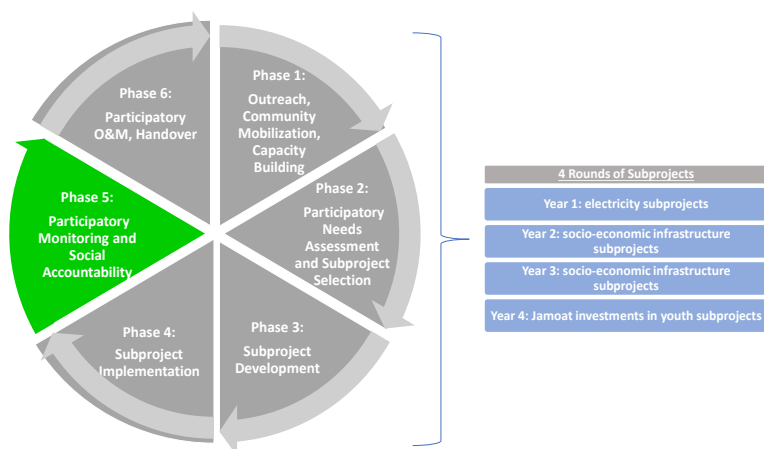 Phase 1:
Outreach,
Community
Mobilization,
Capacity
Building
Phase 2:
Participatory
Needs
Assessment
and Subproject
Selection
Phase 3:
Subproject
Development
Phase 4:
Subproject
Implementation
Phase 5:
Participatory
Monitoring and
Social
Accountability
Phase 6:
Participatory
O&M, Handover
4 Rounds of Subprojects
Year 1: electricity subprojects
Year 2: socio-economic infrastructure
subprojects
Year 3: socio-economic infrastructure
subprojects
Year 4: Jamoat investments in youth subprojects